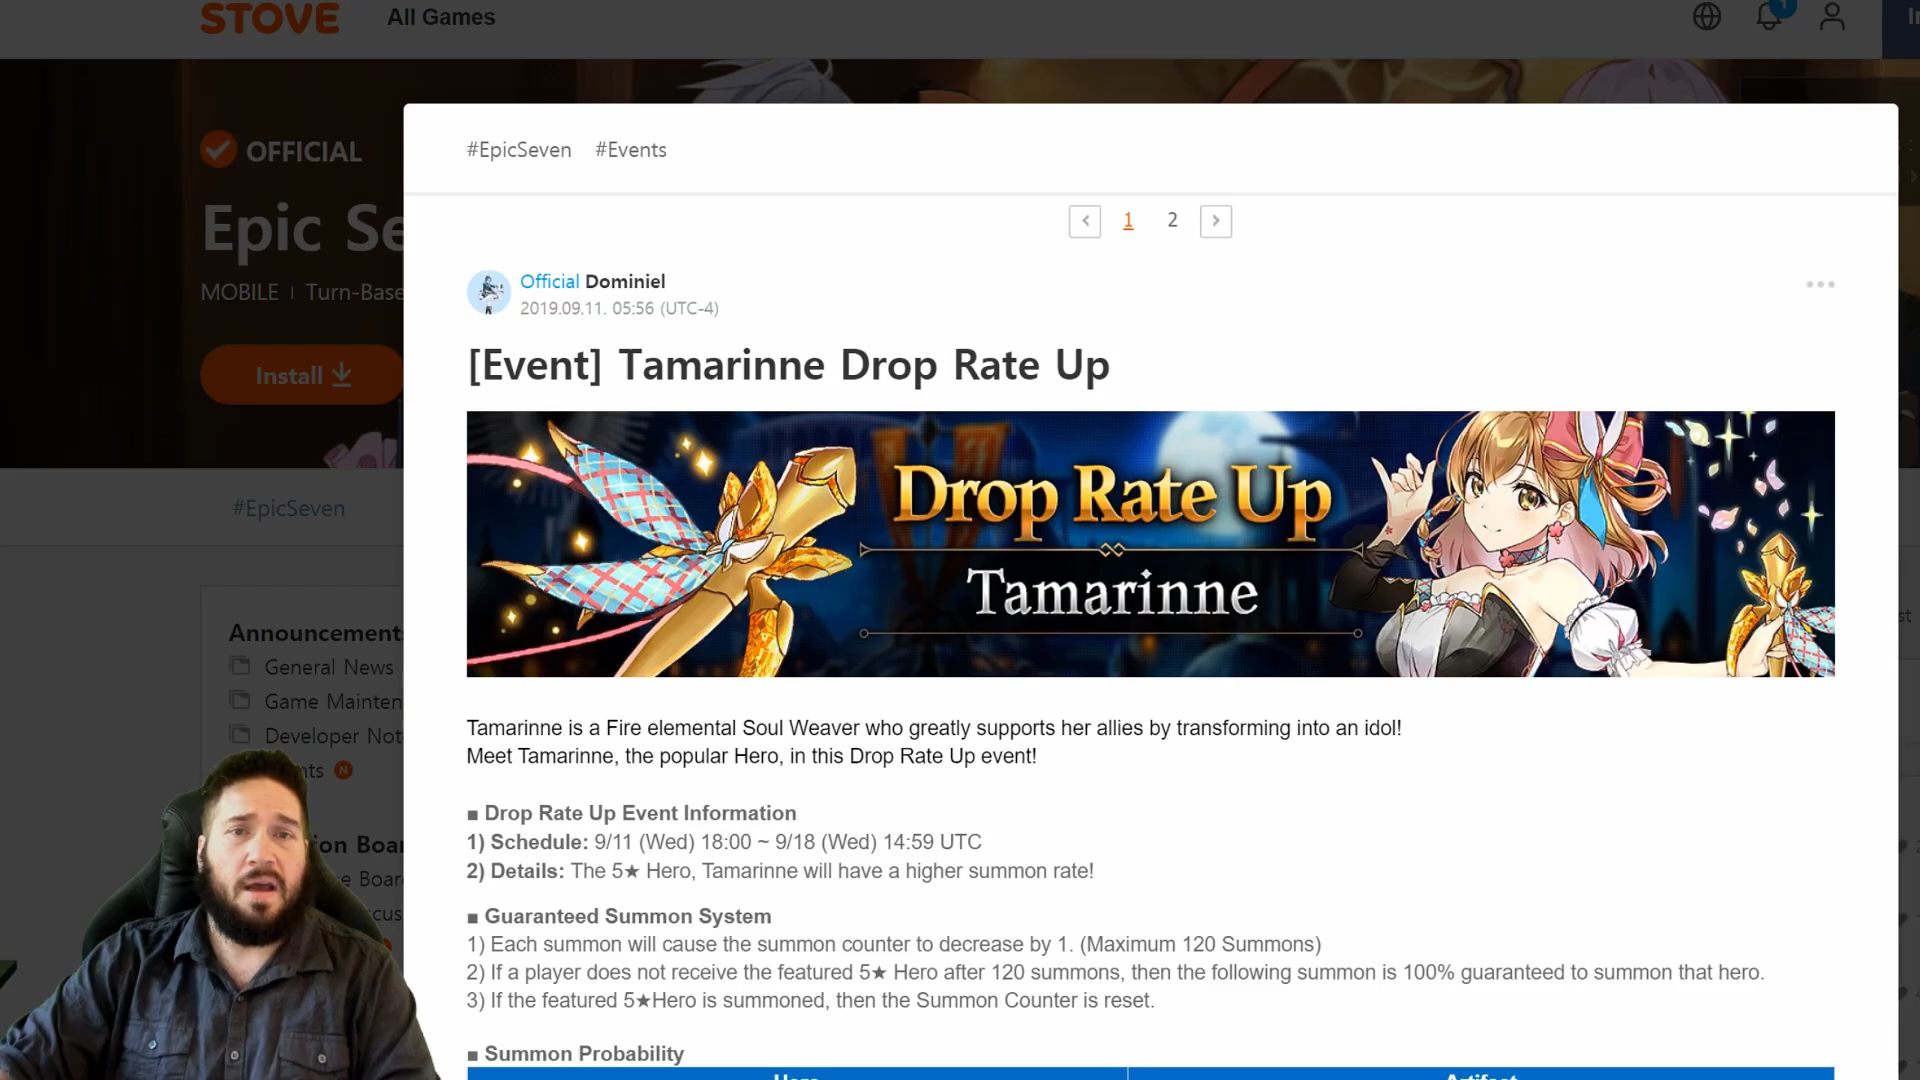 STOVE
All Games
1
OFFICIAL
Epic Se
MOBILE | Turn-Base
Install
#EpicSeven
Announcement
General News
Game Mainten
Developer Not
nts N
ion Boar
e Board
cus
#EpicSeven #Events
< 1 2 >
Official Dominiel
2019.09.11. 05:56 (UTC-4)
[Event] Tamarinne Drop Rate Up
Drop Rate Up
Tamarinne
Tamarinne is a Fire elemental Soul Weaver who greatly supports her allies by transforming into an idol!
Meet Tamarinne, the popular Hero, in this Drop Rate Up event!
■ Drop Rate Up Event Information
1) Schedule: 9/11 (Wed) 18:00 ~ 9/18 (Wed) 14:59 UTC
2) Details: The 5★ Hero, Tamarinne will have a higher summon rate!
■ Guaranteed Summon System
1) Each summon will cause the summon counter to decrease by 1. (Maximum 120 Summons)
2) If a player does not receive the featured 5★ Hero after 120 summons, then the following summon is 100% guaranteed to summon that hero.
3) If the featured 5★Hero is summoned, then the Summon Counter is reset.
■ Summon Probability
Hero Artifact